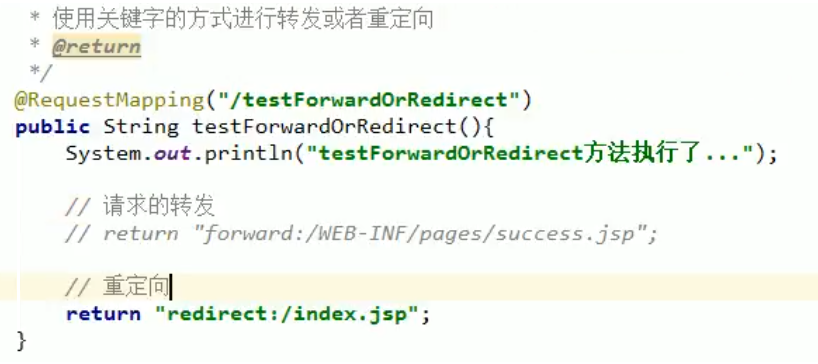 * 使用关键字的方式进行转发或者重定向
* @return
*/
@RequestMapping("/testForwardOrRedirect")
public String testForwardOrRedirect(){
System.out.println("testForwardOrRedirect方法执行了...");
// 请求的转发
// return "forward:/WEB-INF/pages/success.jsp";
// 重定向
return "redirect:/index.jsp";
}